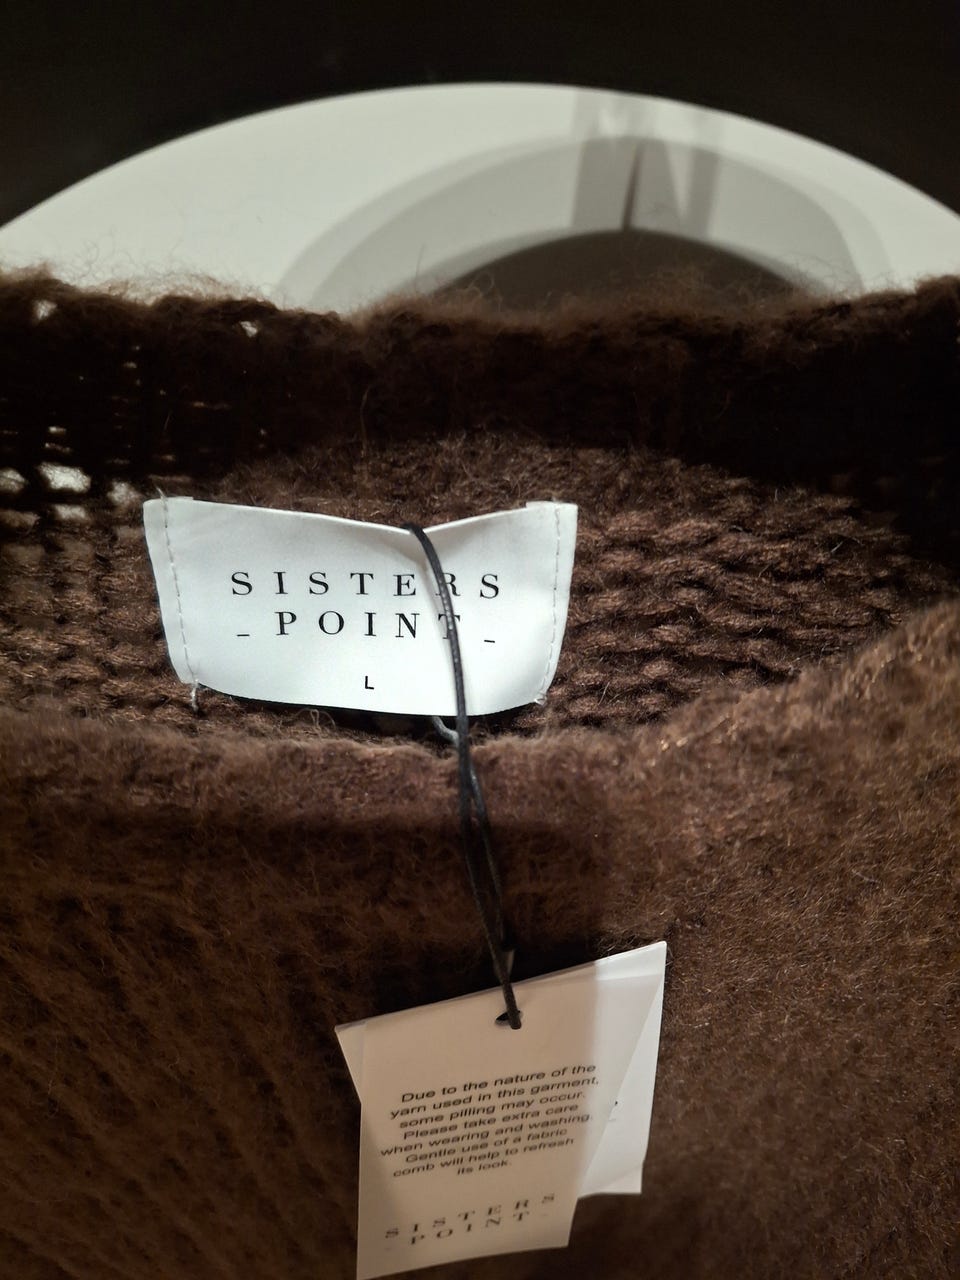 SISTERS
_ POINT _
L
Due to the nature of the
yarn used in this garment,
some pilling may occur.
Please take extra care
when wearing and washing.
Gentle use of a fabric
comb will help to refresh
its look.
SISTERS
- POINT -